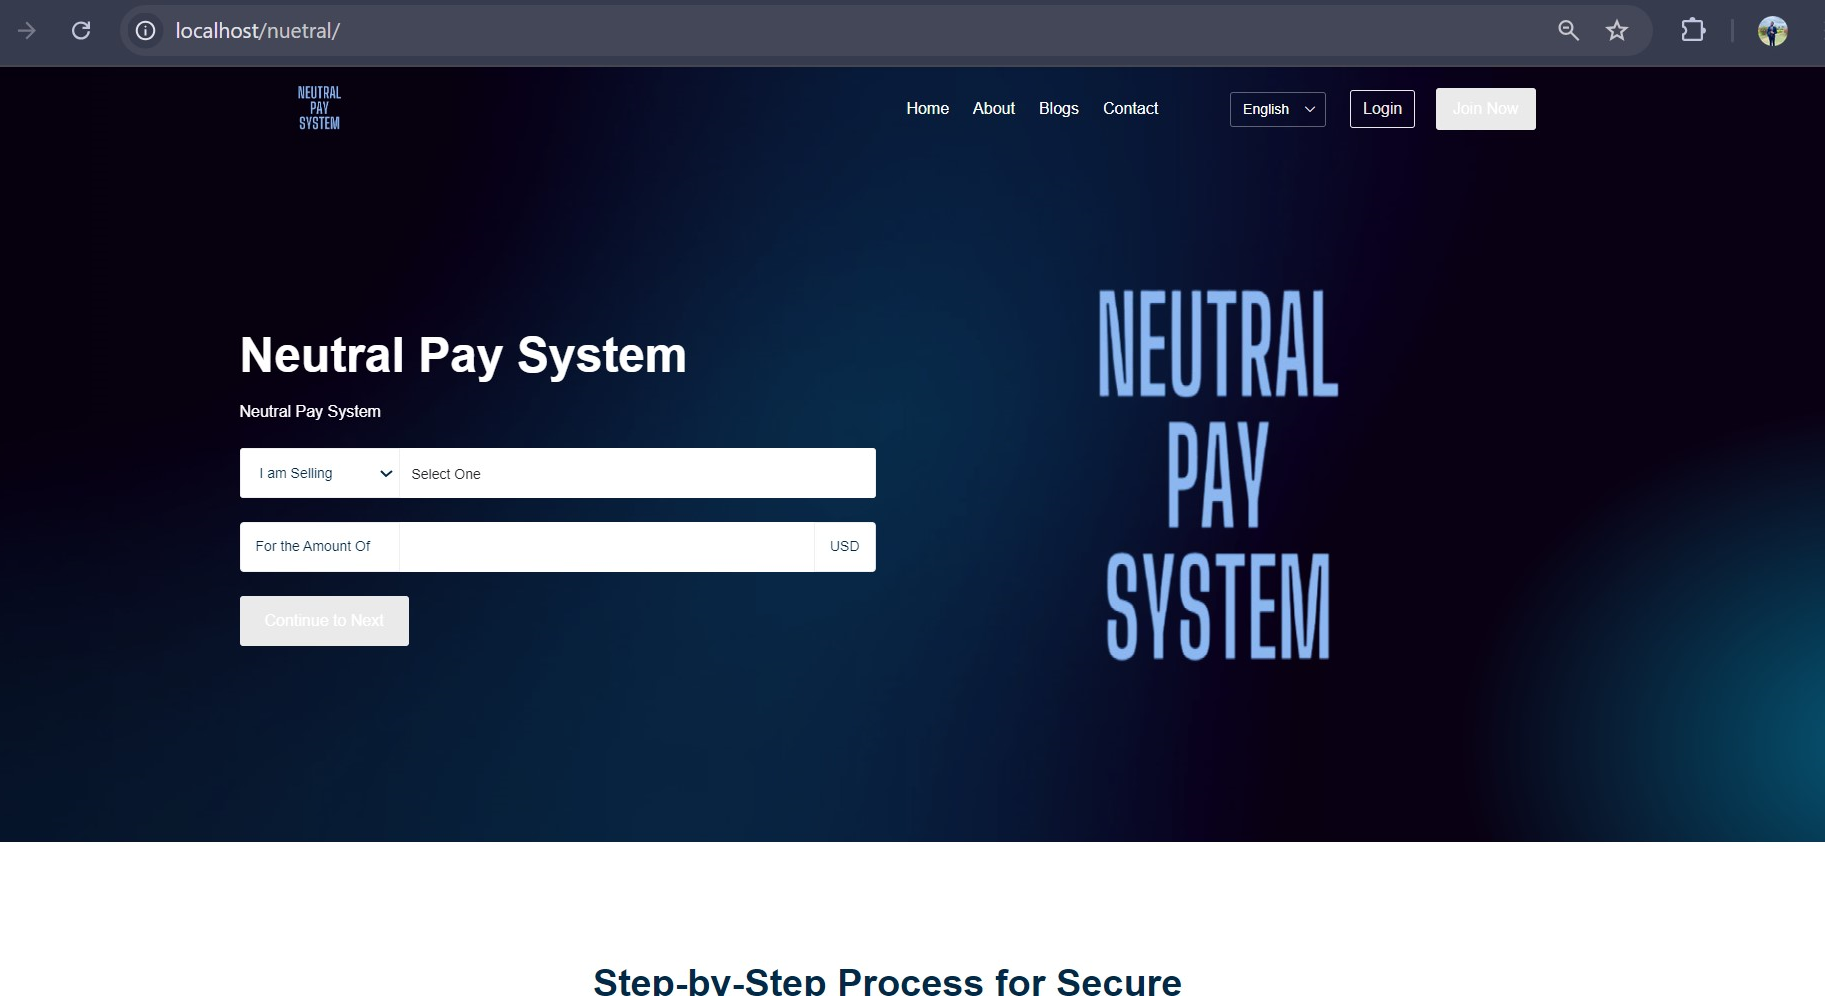 localhost/nuetral/
NEUTRAL
PAY
SYSTEM
Home About Blogs Contact English Login Join Now
Neutral Pay System
Neutral Pay System
I am Selling Select One
For the Amount Of USD
Continue to Next
NEUTRAL
PAY
SYSTEM
Step-by-Step Process for Secure